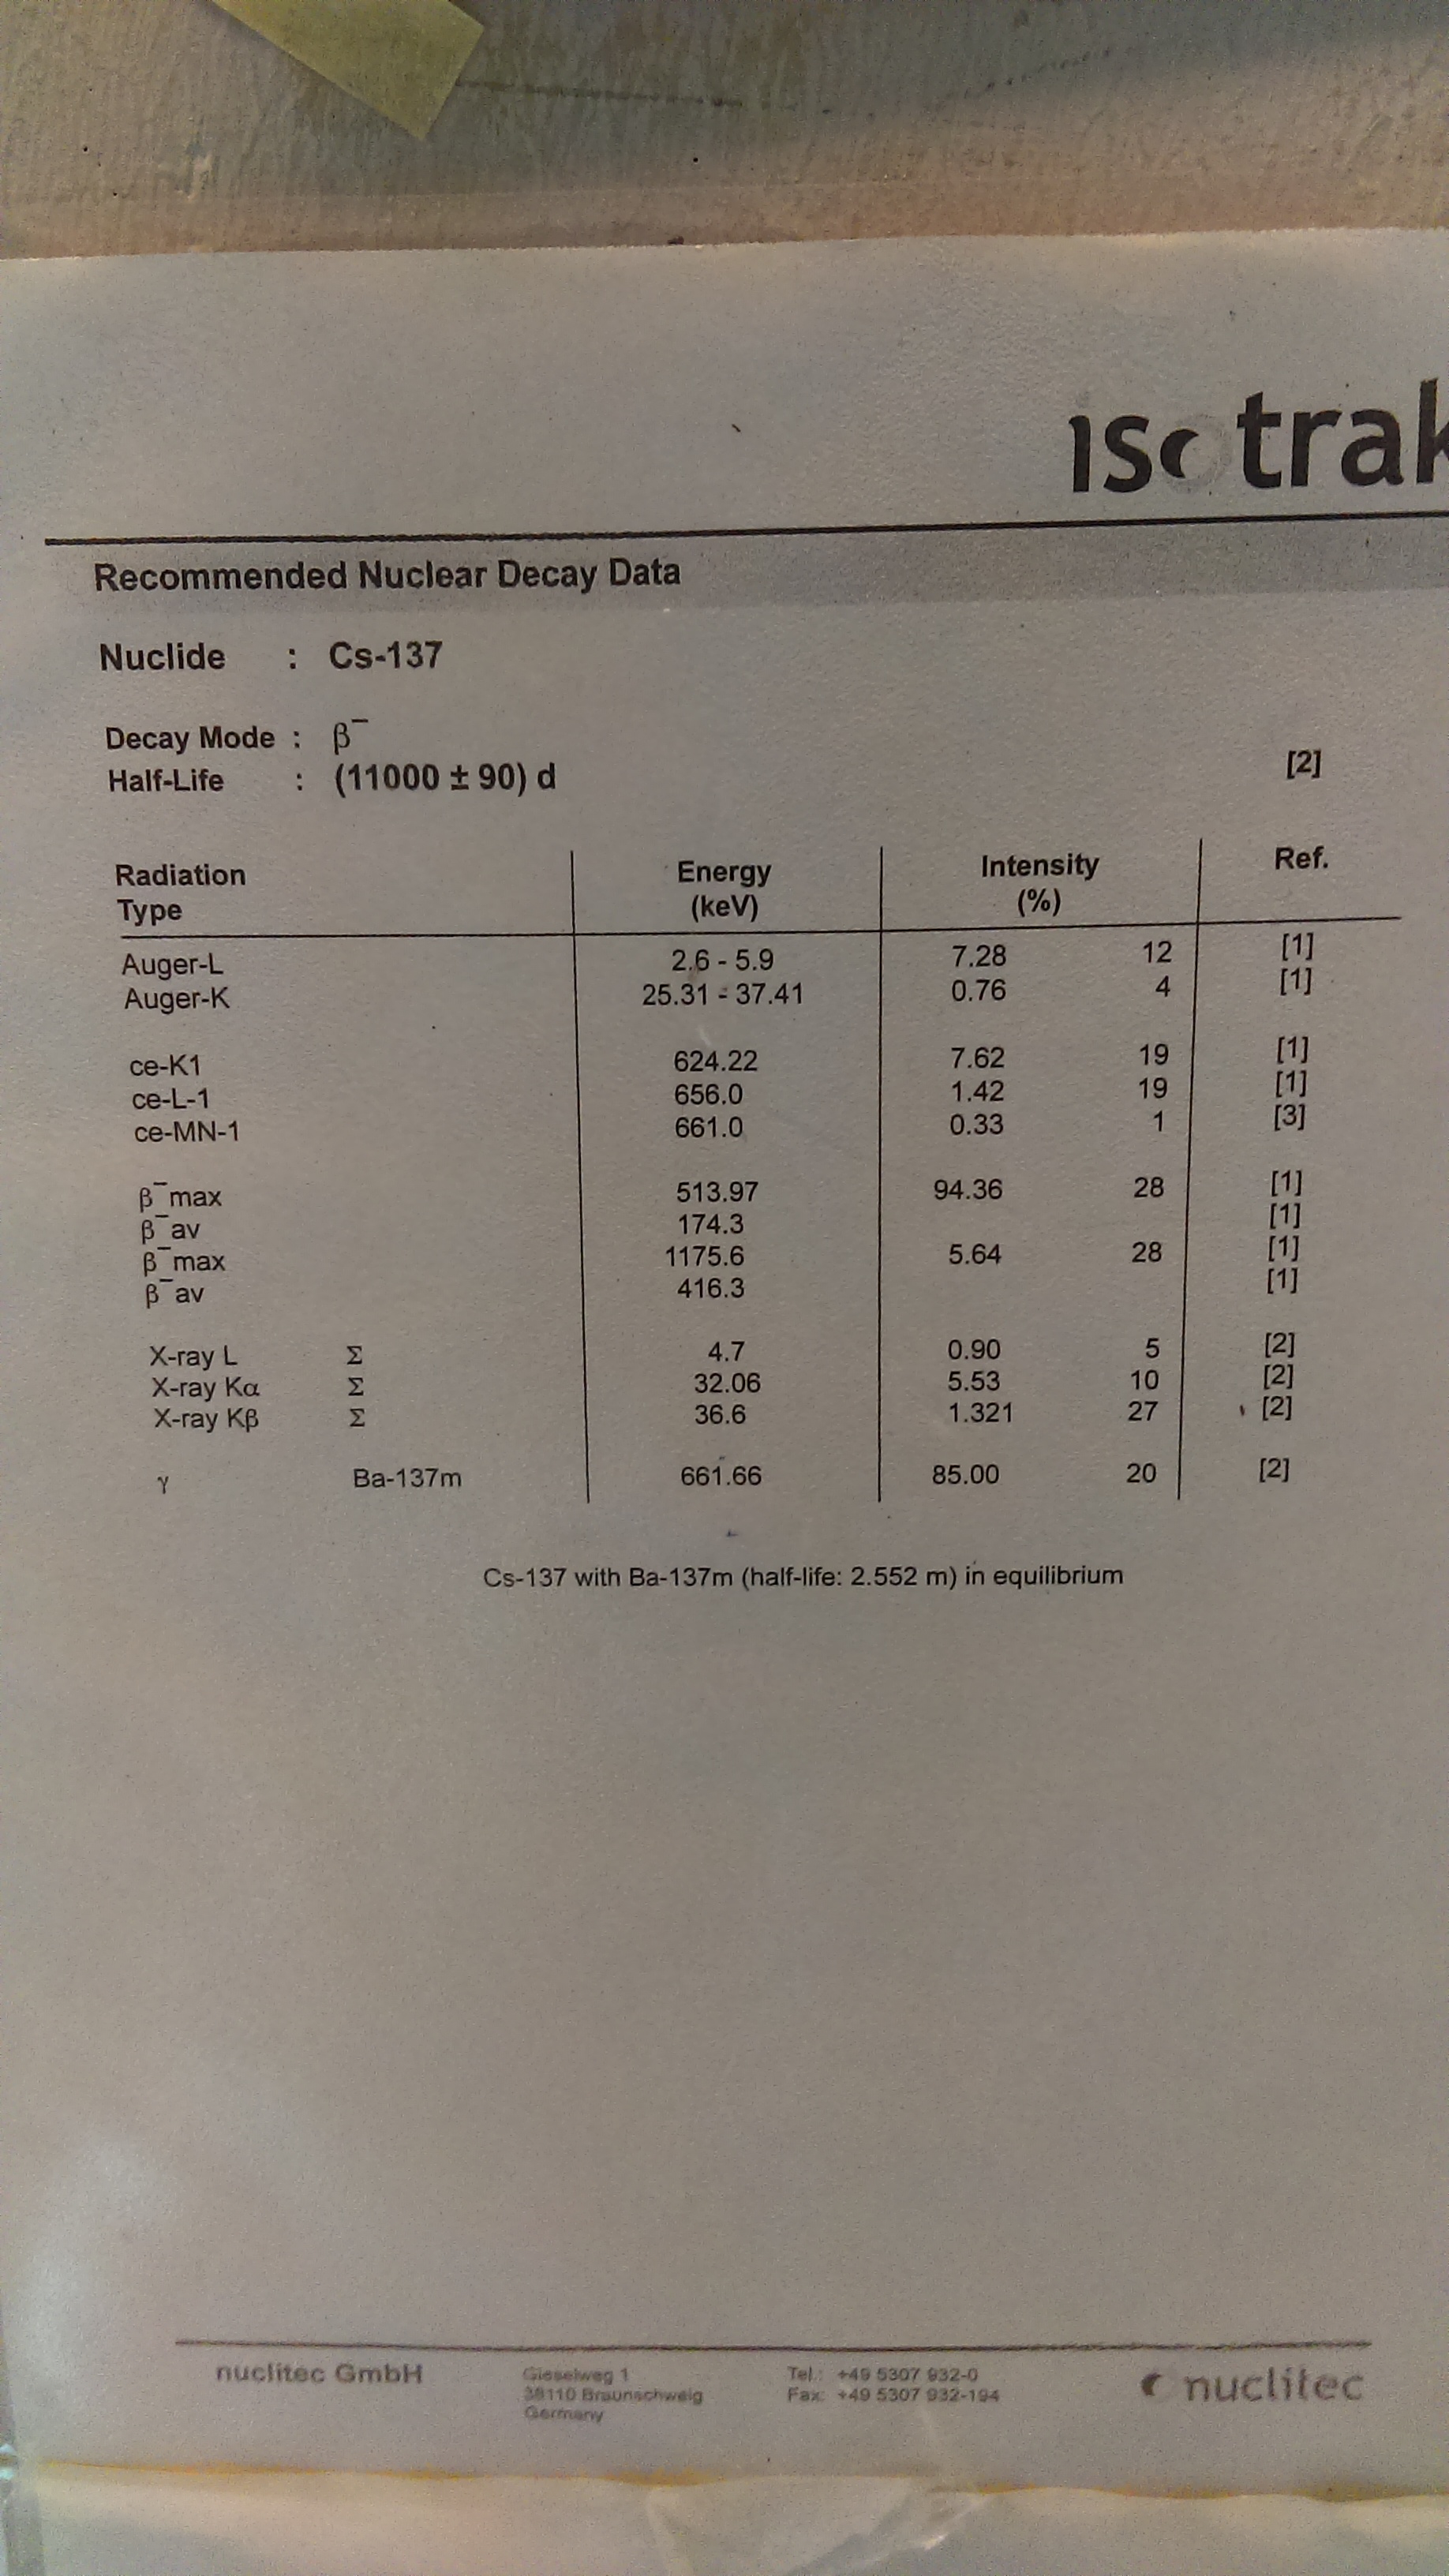 isotrak
Recommended Nuclear Decay Data
Nuclide : Cs-137
Decay Mode : β⁻
Half-Life : (11000 ± 90) d [2]
Radiation Type Energy (keV) Intensity (%) Ref.
Auger-L 2.6 - 5.9 7.28 12 [1]
Auger-K 25.31 - 37.41 0.76 4 [1]
ce-K1 624.22 7.62 19 [1]
ce-L-1 656.0 1.42 19 [1]
ce-MN-1 661.0 0.33 1 [3]
β⁻max 513.97 94.36 28 [1]
β⁻av 174.3 [1]
β⁻max 1175.6 5.64 28 [1]
β⁻av 416.3 [1]
X-ray L Σ 4.7 0.90 5 [2]
X-ray Kα Σ 32.06 5.53 10 [2]
X-ray Kβ Σ 36.6 1.321 27 [2]
γ Ba-137m 661.66 85.00 20 [2]
Cs-137 with Ba-137m (half-life: 2.552 m) in equilibrium
nuclitec GmbH
Gieselweg 1
38110 Braunschweig
Germany
Tel.: +49 5307 932-0
Fax: +49 5307 932-194
nuclitec